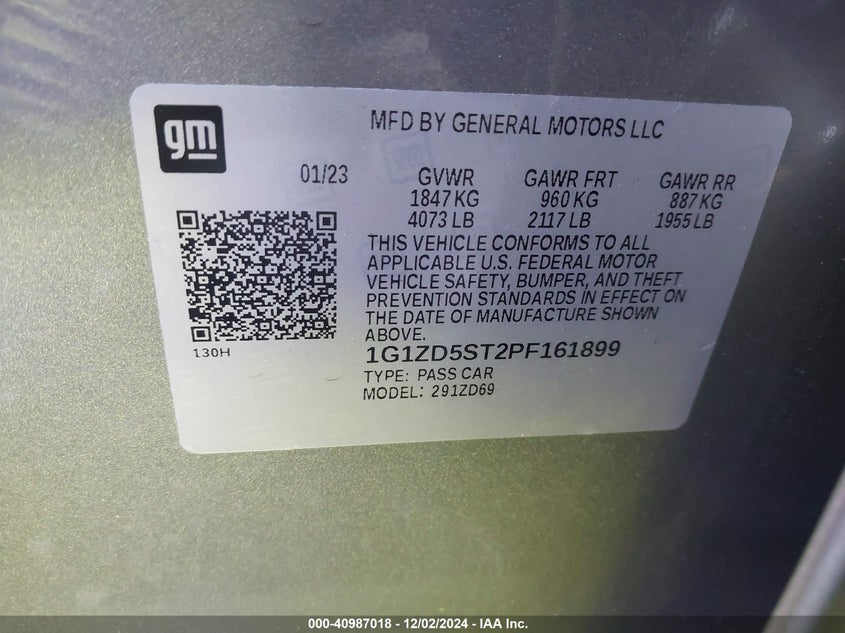 gm
MFD BY GENERAL MOTORS LLC
01/23 GVWR GAWR FRT GAWR RR
1847 KG 960 KG 887 KG
4073 LB 2117 LB 1955 LB
THIS VEHICLE CONFORMS TO ALL
APPLICABLE U.S. FEDERAL MOTOR
VEHICLE SAFETY, BUMPER, AND THEFT
PREVENTION STANDARDS IN EFFECT ON
THE DATE OF MANUFACTURE SHOWN
ABOVE.
130H
1G1ZD5ST2PF161899
TYPE: PASS CAR
MODEL: 291ZD69
000-40987018 - 12/02/2024 - IAA Inc.